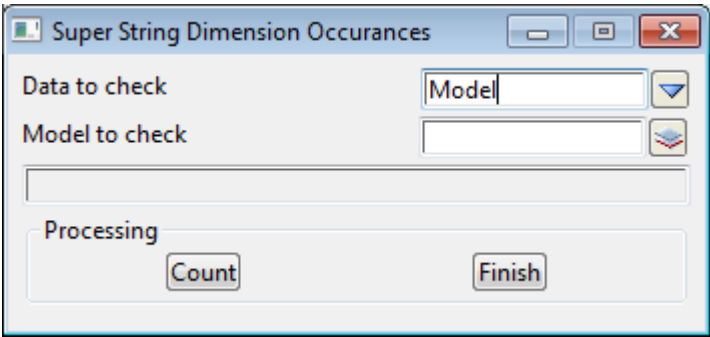 Super String Dimension Occurances
Data to check Model
Model to check
Processing
Count Finish